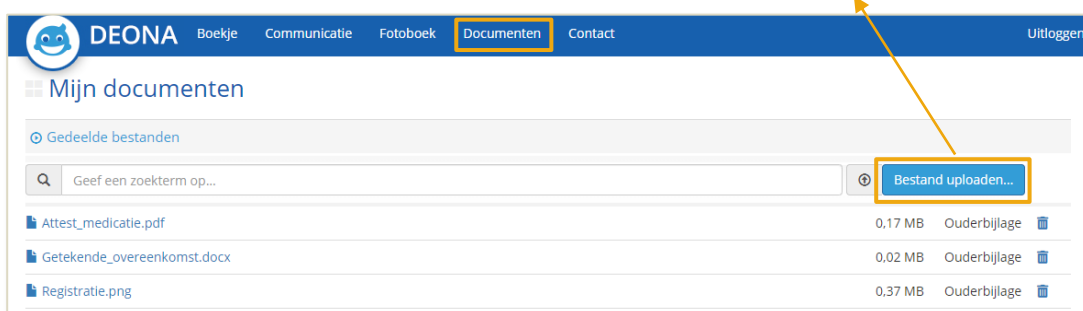 DEONA Boekje Communicatie Fotoboek Documenten Contact Uitloggen
Mijn documenten
Gedeelde bestanden
Geef een zoekterm op... Bestand uploaden...
Attest_medicatie.pdf 0,17 MB Ouderbijlage
Getekende_overeenkomst.docx 0,02 MB Ouderbijlage
Registratie.png 0,37 MB Ouderbijlage